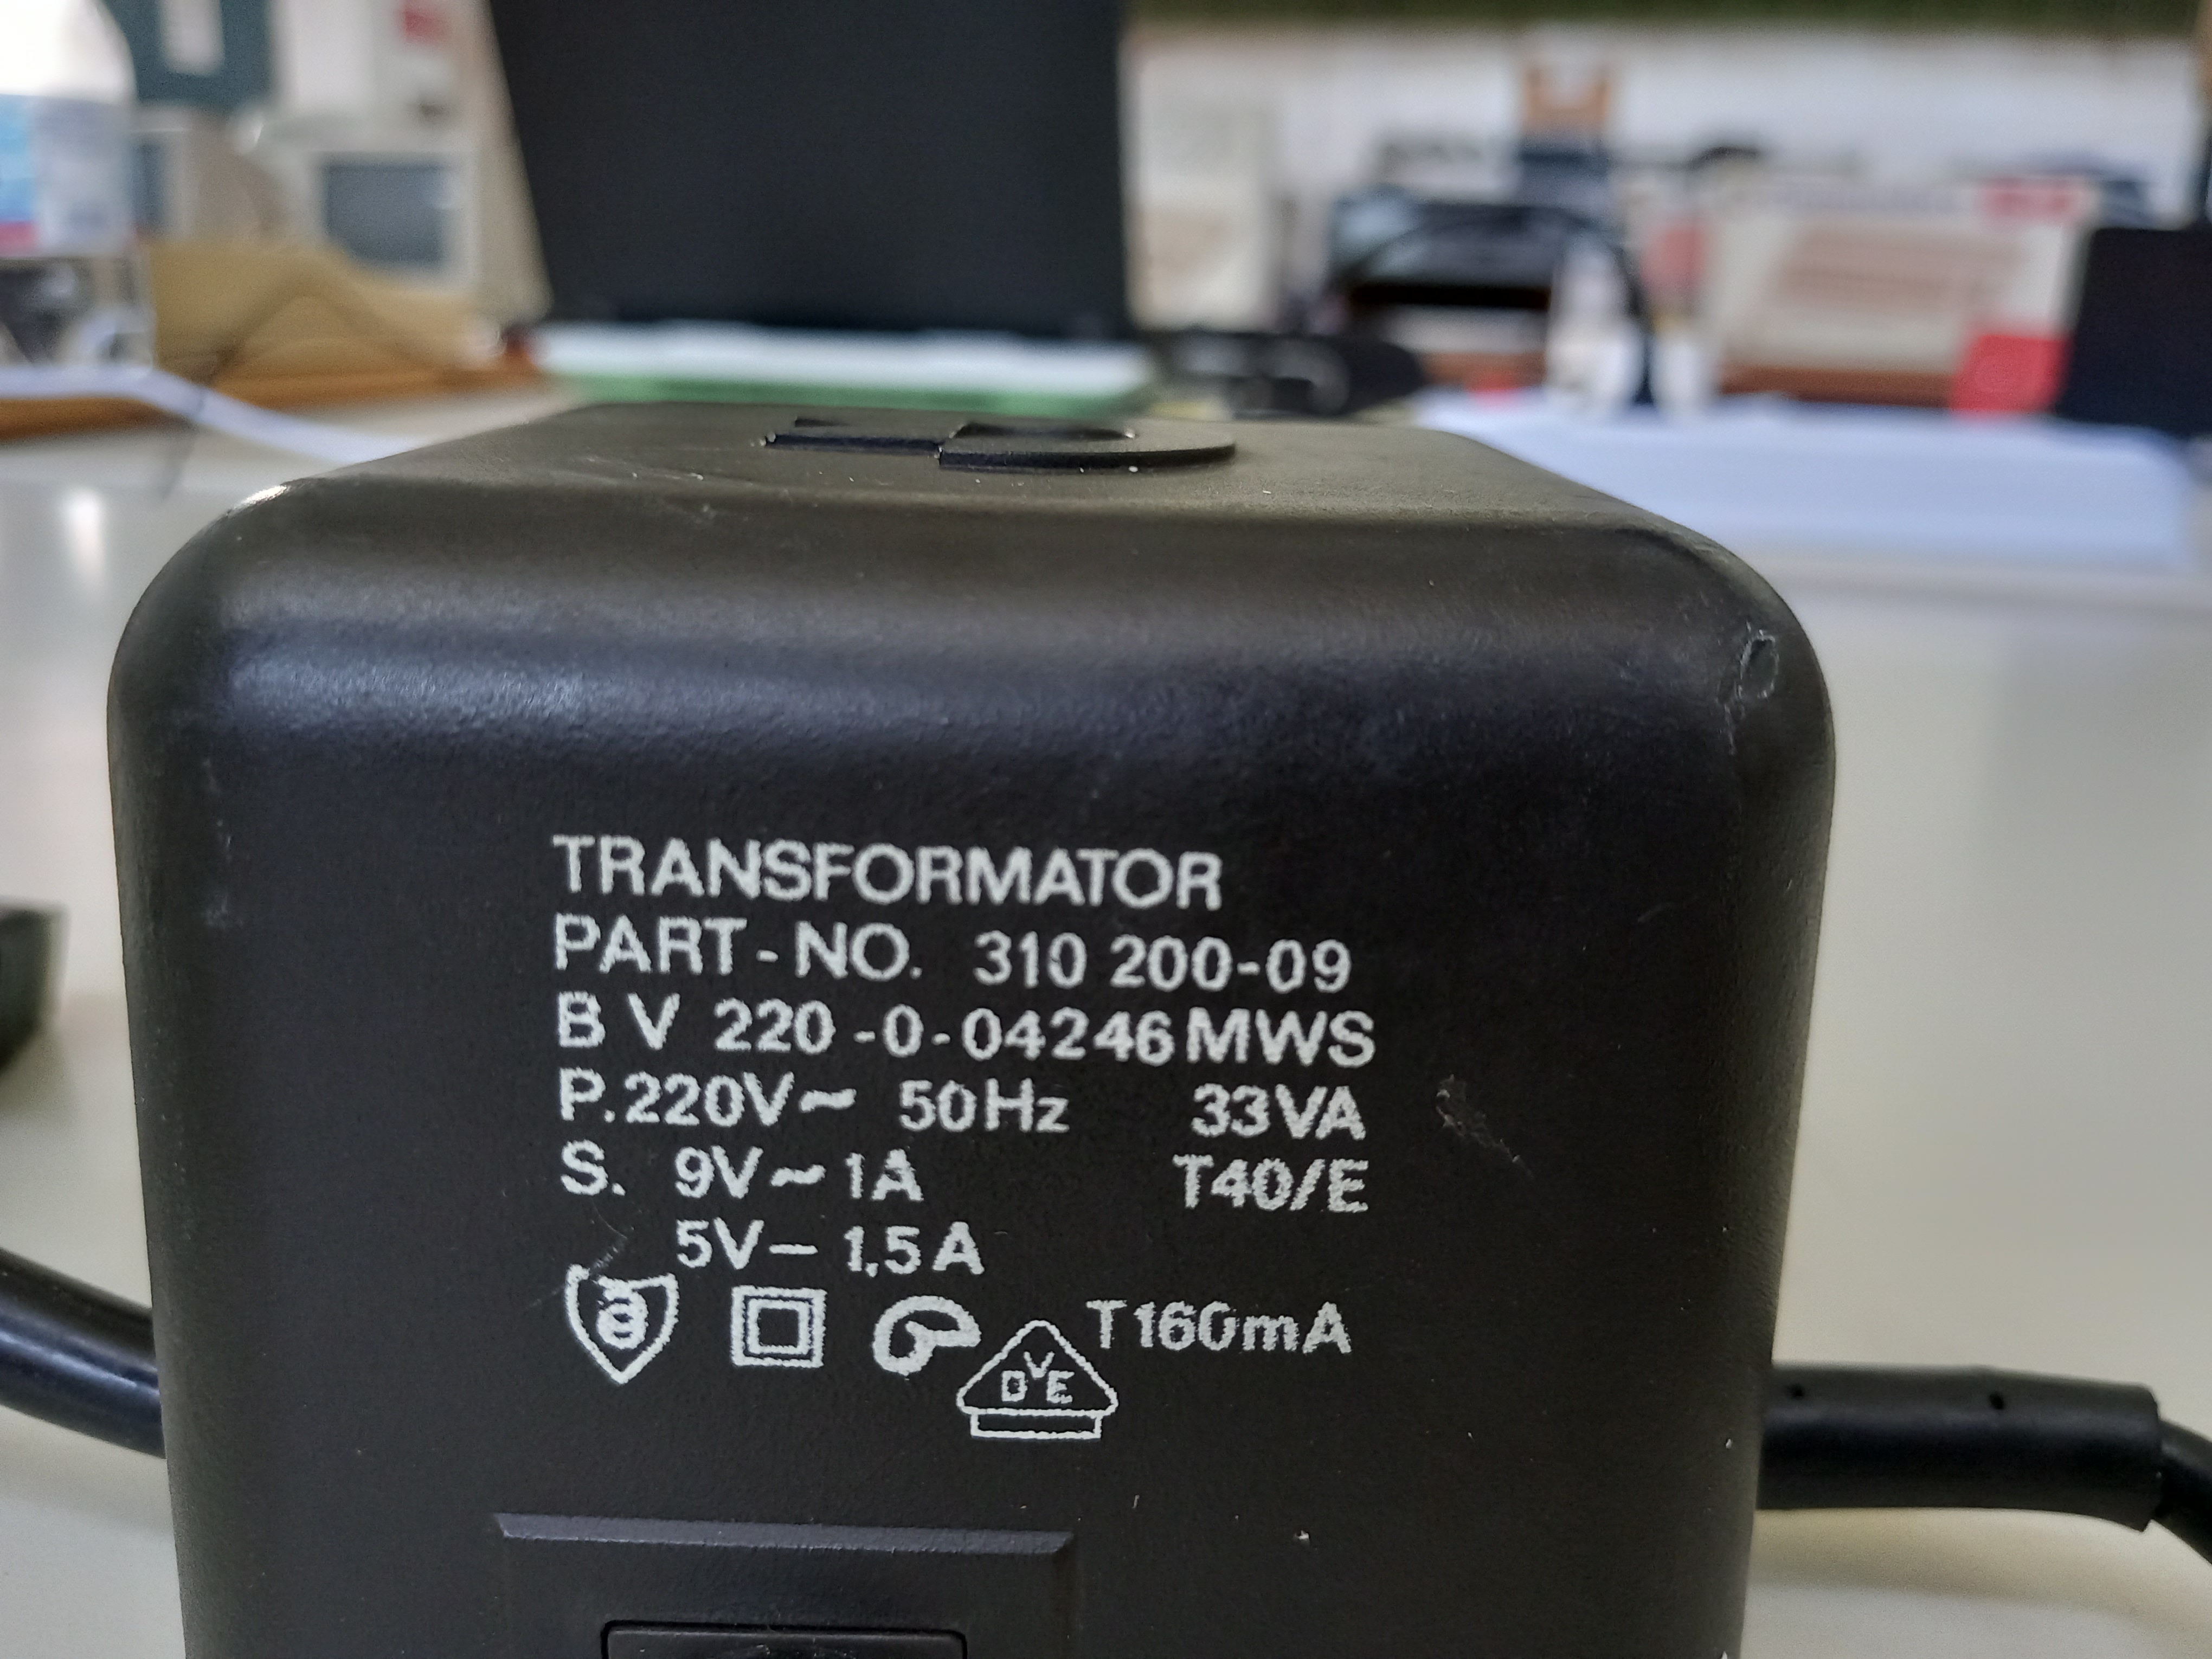 TRANSFORMATOR
PART-NO. 310 200-09
B V 220-0-04246 MWS
P. 220V~ 50Hz 33VA
S. 9V~ 1A T40/E
5V– 1,5A
T160mA
DVE